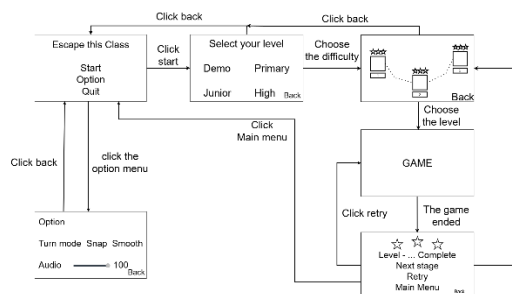 Click back
Click back
Escape this Class
Start
Option
Quit
Click
start
Select your level
Demo Primary
Junior High Back
Choose
the difficulty
Back
Choose
the level
Click
Main menu
GAME
Click back
click the
option menu
Click retry
The game
ended
Option
Turn mode Snap Smooth
Audio 100
Back
Level - ... Complete
Next stage
Retry
Main Menu